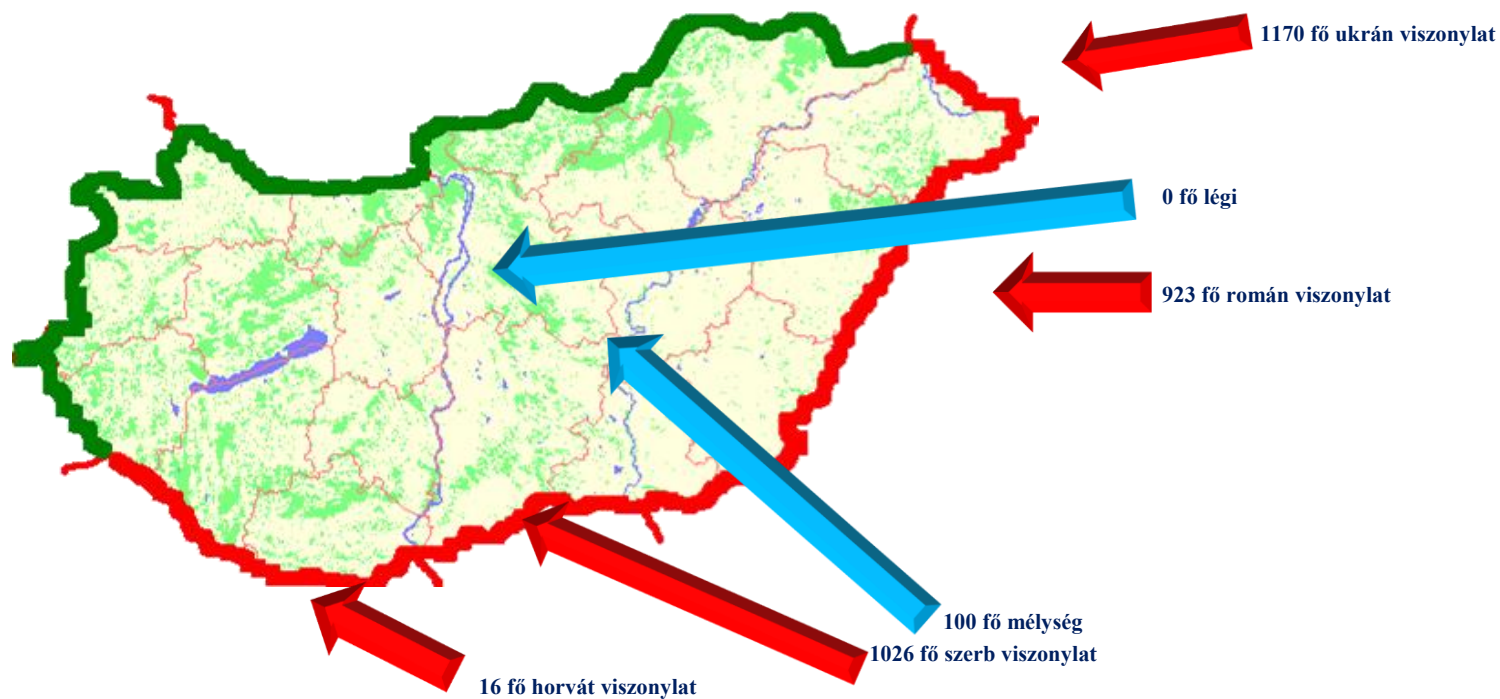 1170 fő ukrán viszonylat
0 fő légi
923 fő román viszonylat
100 fő mélység
1026 fő szerb viszonylat
16 fő horvát viszonylat